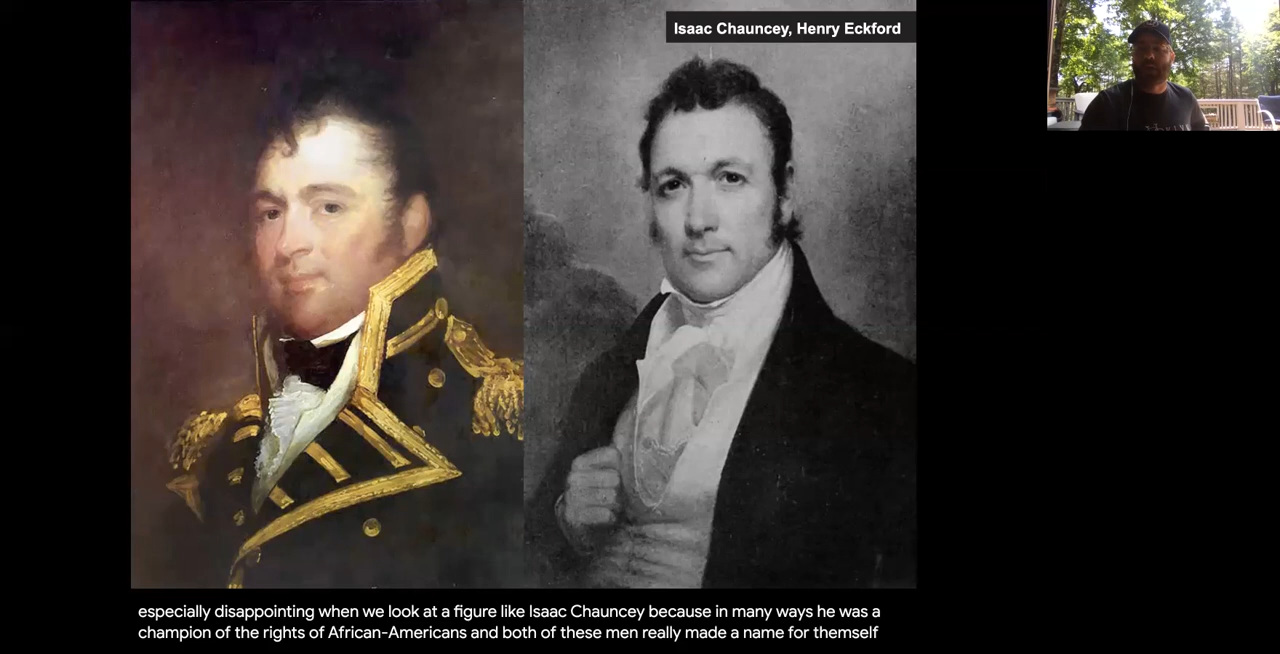 Isaac Chauncey, Henry Eckford
especially disappointing when we look at a figure like Isaac Chauncey because in many ways he was a
champion of the rights of African-Americans and both of these men really made a name for themself